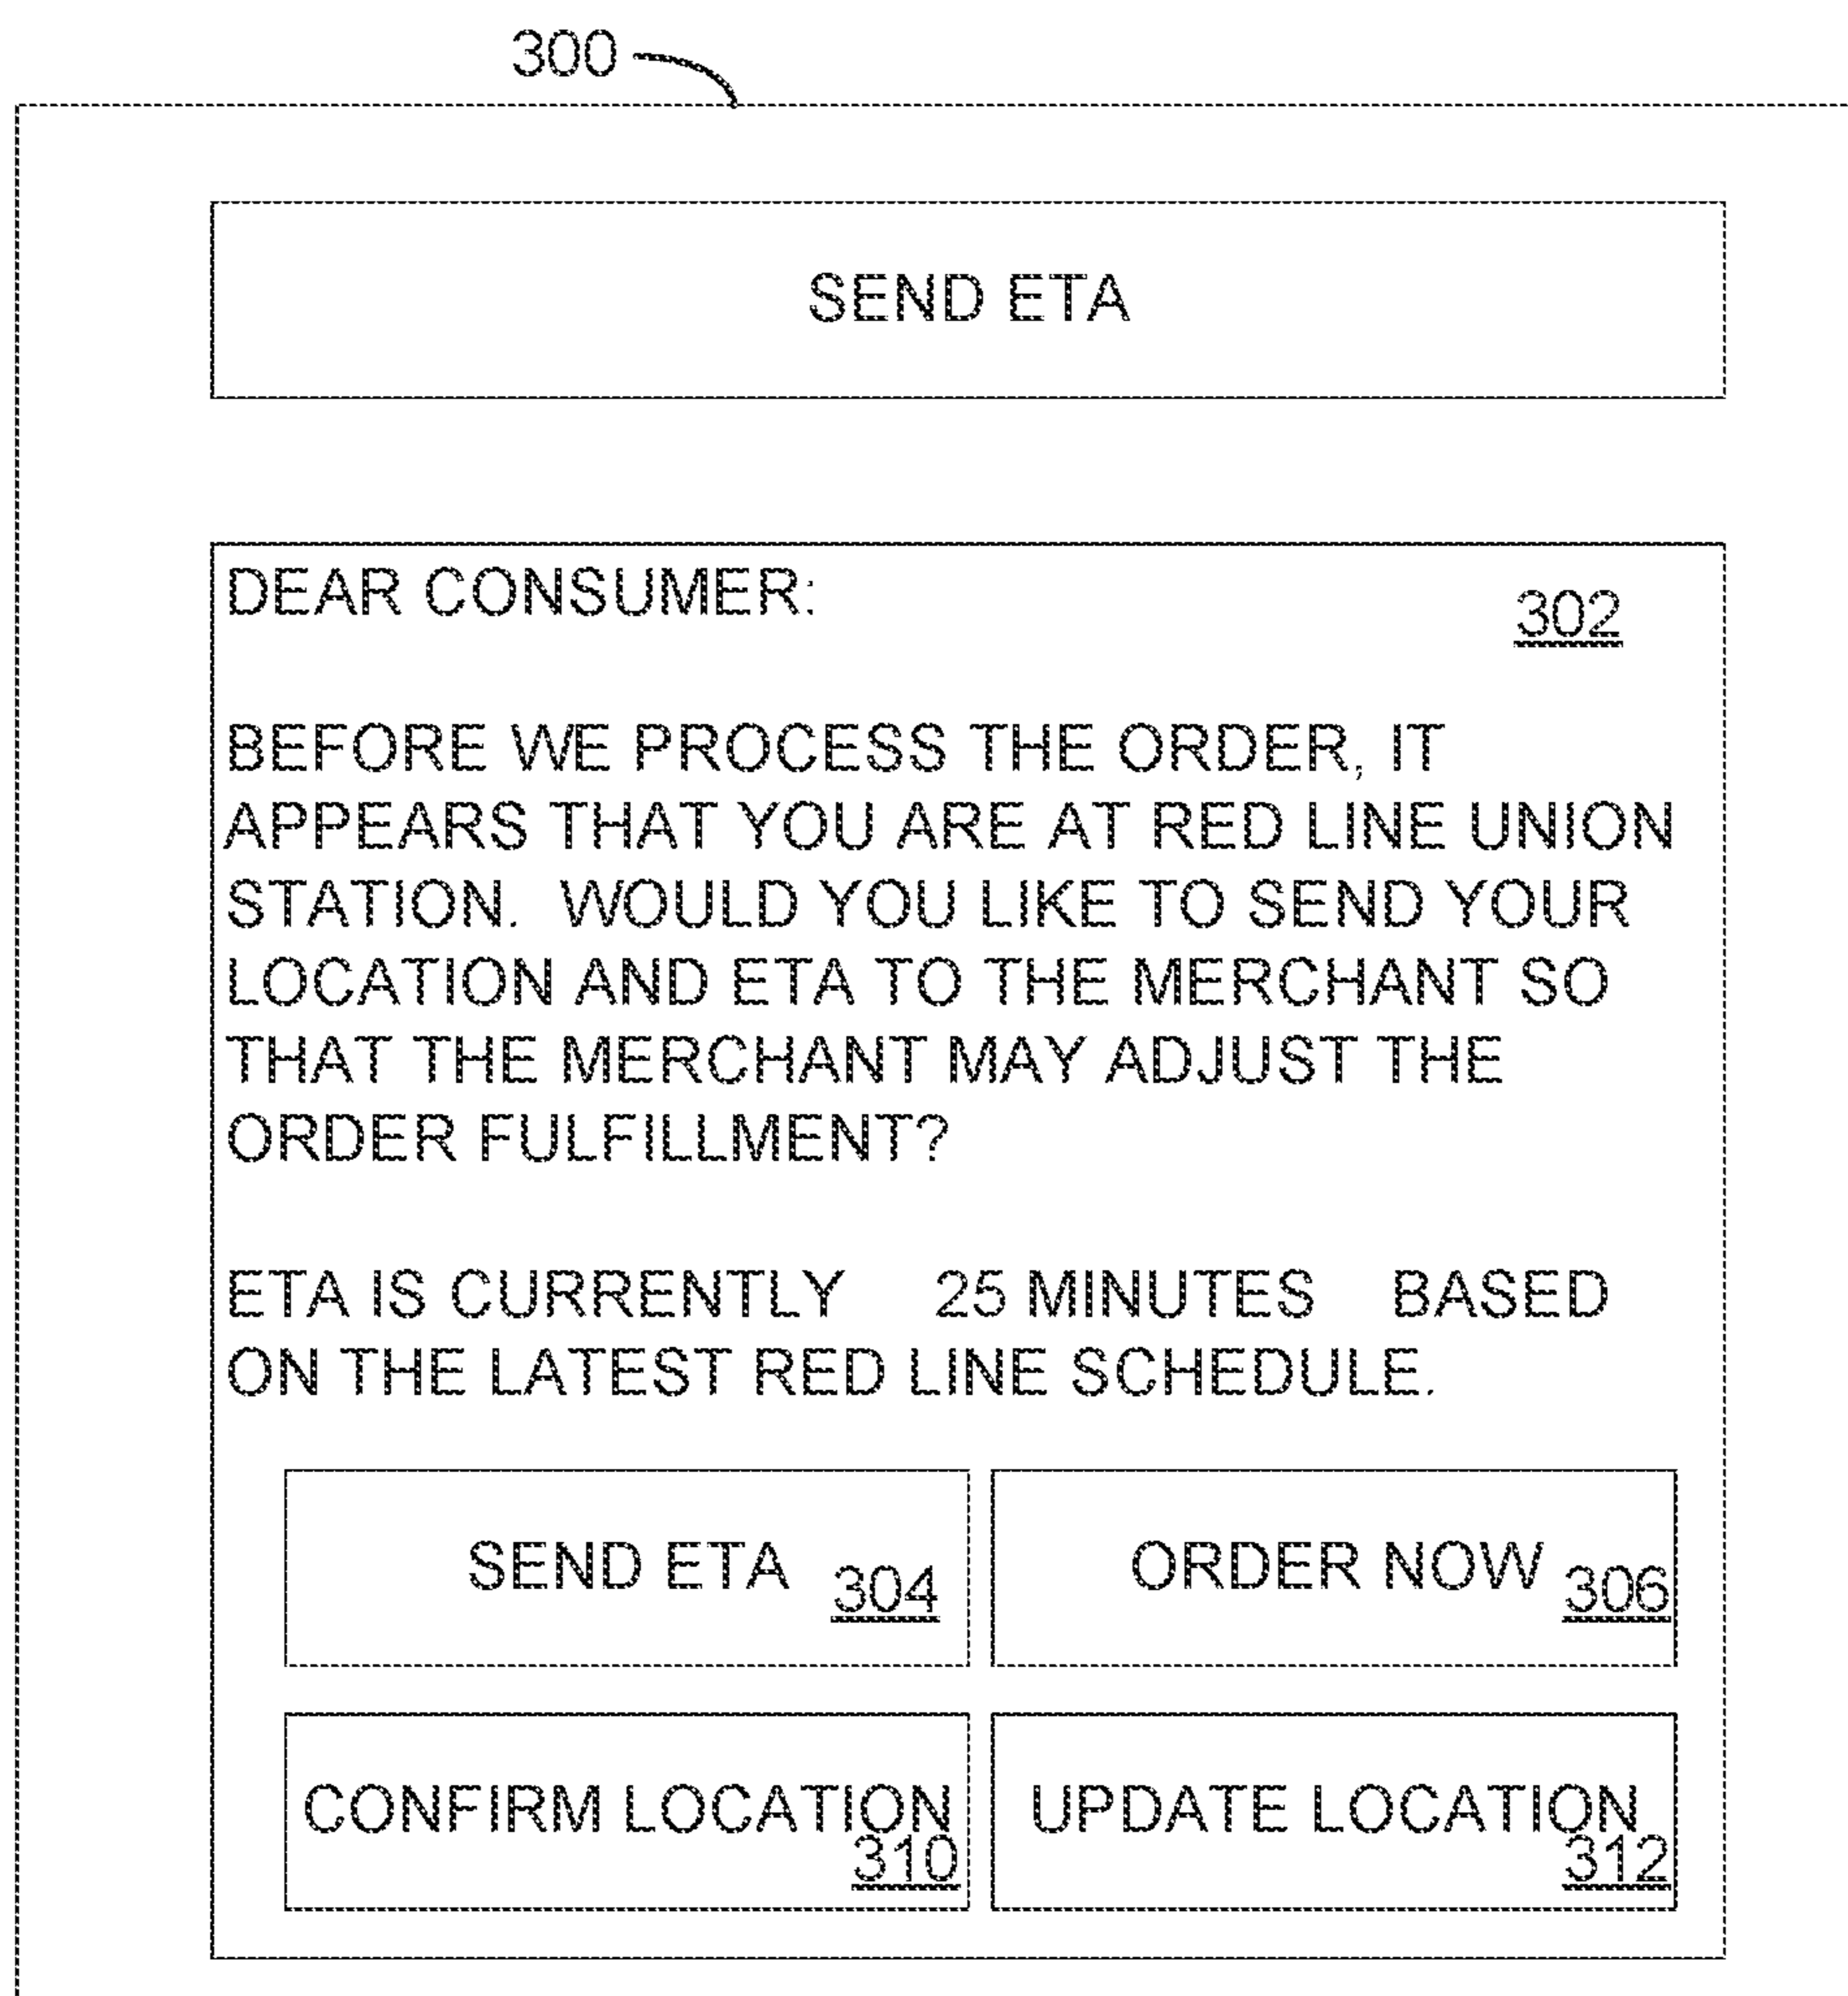 300
SEND ETA
DEAR CONSUMER:
302
BEFORE WE PROCESS THE ORDER, IT
APPEARS THAT YOU ARE AT RED LINE UNION
STATION. WOULD YOU LIKE TO SEND YOUR
LOCATION AND ETA TO THE MERCHANT SO
THAT THE MERCHANT MAY ADJUST THE
ORDER FULFILLMENT?
ETA IS CURRENTLY 25 MINUTES BASED
ON THE LATEST RED LINE SCHEDULE.
SEND ETA 304
ORDER NOW 306
CONFIRM LOCATION
310
UPDATE LOCATION
312